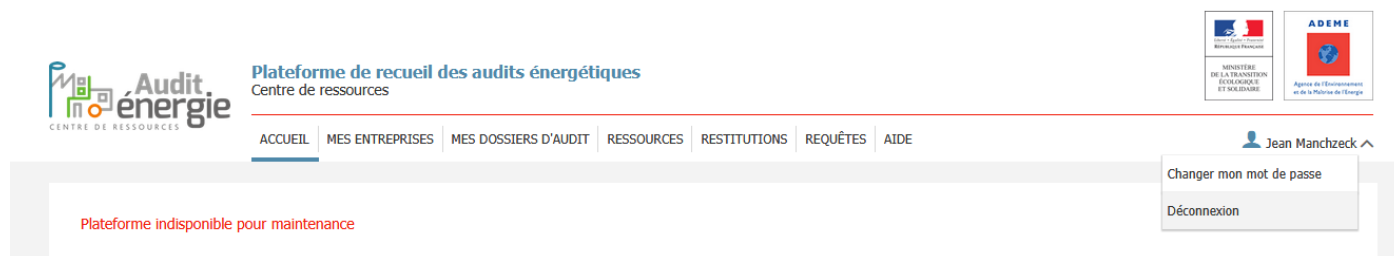 Audit
énergie
CENTRE DE RESSOURCES
Plateforme de recueil des audits énergétiques
Centre de ressources
RÉPUBLIQUE FRANÇAISE
MINISTÈRE
DE LA TRANSITION
ÉCOLOGIQUE
ET SOLIDAIRE
ADEME
Agence de l'Environnement
et de la Maîtrise de l'Energie
ACCUEIL MES ENTREPRISES MES DOSSIERS D'AUDIT RESSOURCES RESTITUTIONS REQUÊTES AIDE
Jean Manchzeck
Changer mon mot de passe
Déconnexion
Plateforme indisponible pour maintenance